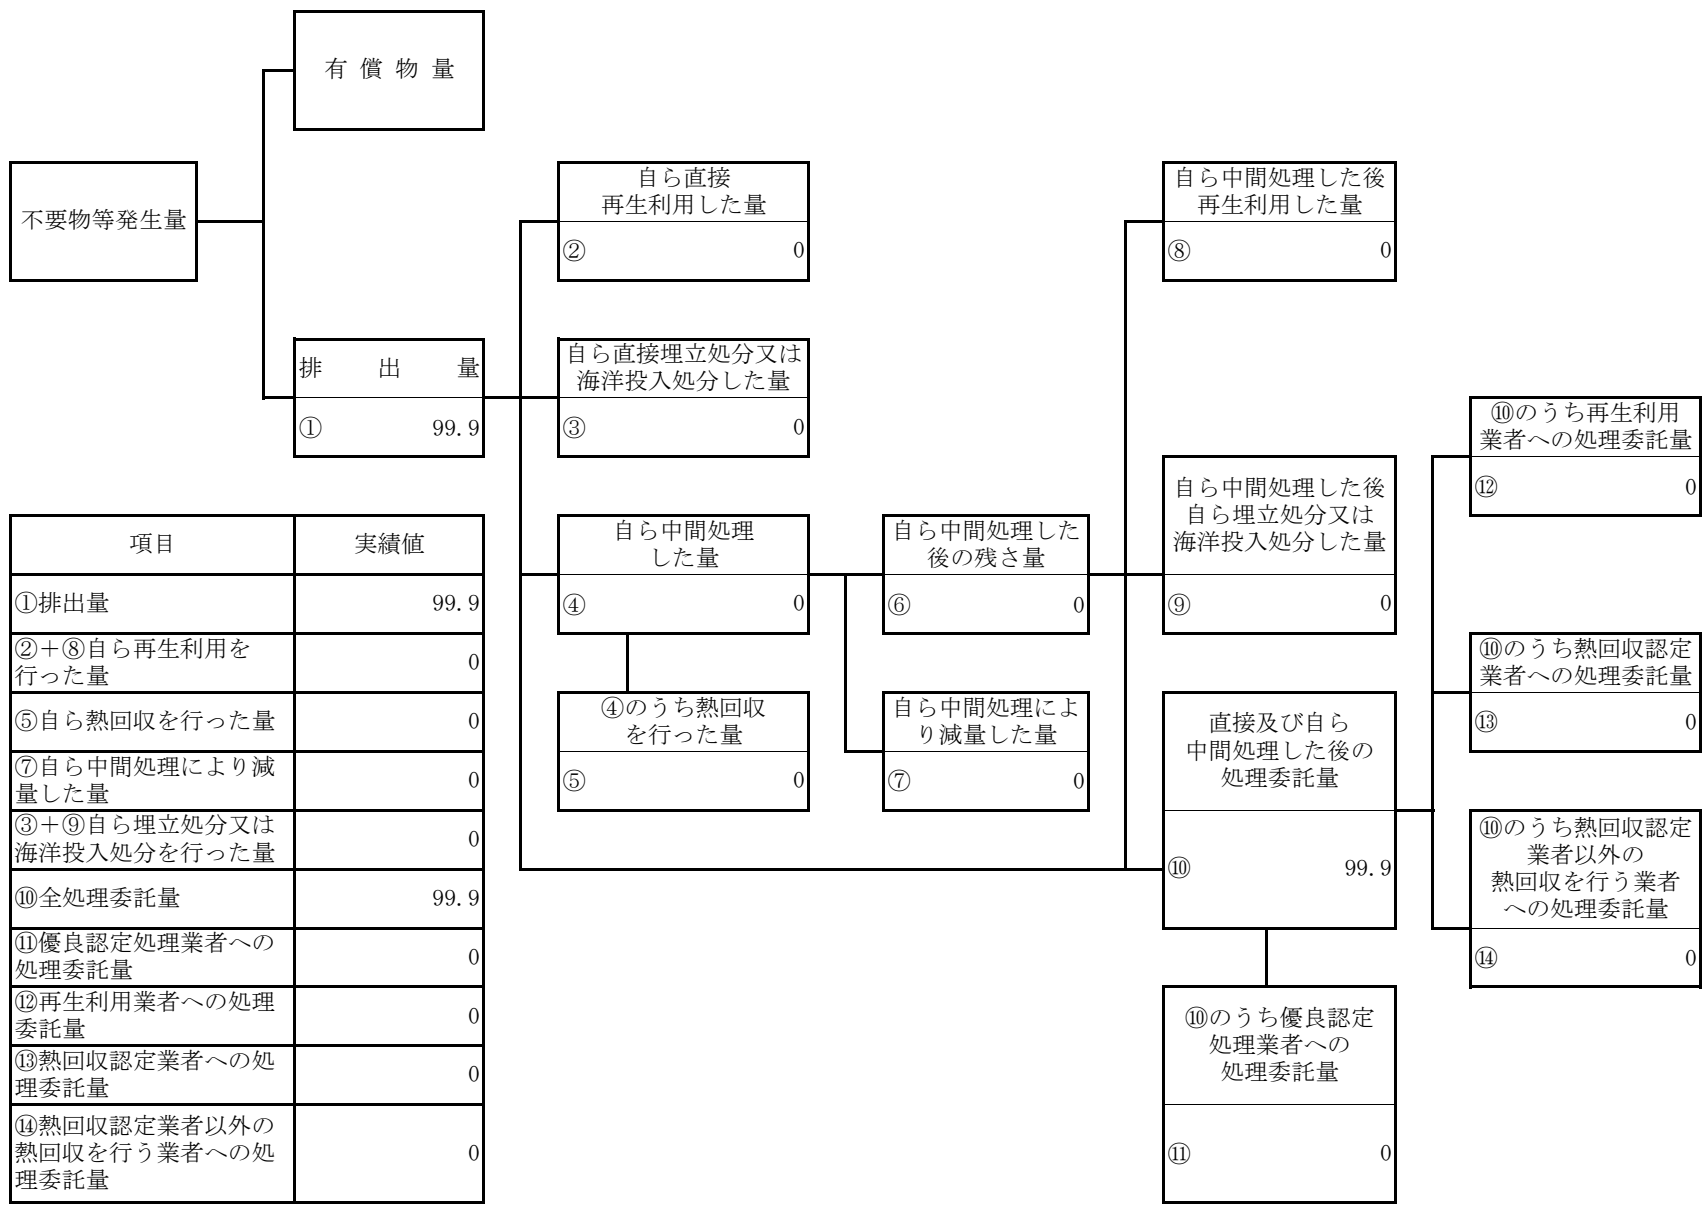 有償物量
不要物等発生量
自ら直接
再生利用した量
② 0
自ら中間処理した後
再生利用した量
⑧ 0
排出量
① 99.9
自ら直接埋立処分又は
海洋投入処分した量
③ 0
⑩のうち再生利用
業者への処理委託量
⑫ 0
自ら中間処理
した量
④ 0
自ら中間処理した
後の残さ量
⑥ 0
自ら中間処理した後
自ら埋立処分又は
海洋投入処分した量
⑨ 0
⑩のうち熱回収認定
業者への処理委託量
⑬ 0
④のうち熱回収
を行った量
⑤ 0
自ら中間処理によ
り減量した量
⑦ 0
直接及び自ら
中間処理した後の
処理委託量
⑩ 99.9
⑩のうち熱回収認定
業者以外の
熱回収を行う業者
への処理委託量
⑭ 0
⑩のうち優良認定
処理業者への
処理委託量
⑪ 0
項目 実績値
①排出量 99.9
②+⑧自ら再生利用を
行った量 0
⑤自ら熱回収を行った量 0
⑦自ら中間処理により減
量した量 0
③+⑨自ら埋立処分又は
海洋投入処分を行った量 0
⑩全処理委託量 99.9
⑪優良認定処理業者への
処理委託量 0
⑫再生利用業者への処理
委託量 0
⑬熱回収認定業者への処
理委託量 0
⑭熱回収認定業者以外の
熱回収を行う業者への処
理委託量 0